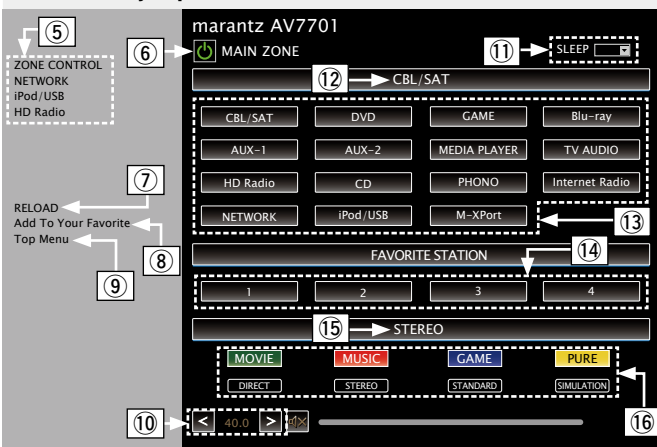 ⑤
ZONE CONTROL
NETWORK
iPod/USB
HD Radio
⑦
RELOAD
Add To Your Favorite
Top Menu
⑧
⑨
marantz AV7701
⑥ MAIN ZONE ⑪ SLEEP
⑫ CBL/SAT
CBL/SAT DVD GAME Blu-ray
AUX-1 AUX-2 MEDIA PLAYER TV AUDIO
HD Radio CD PHONO Internet Radio
NETWORK iPod/USB M-XPort
⑬
FAVORITE STATION ⑭
1 2 3 4
⑮ STEREO
MOVIE MUSIC GAME PURE
DIRECT STEREO STANDARD SIMULATION
⑩ < 40.0 > ⑯